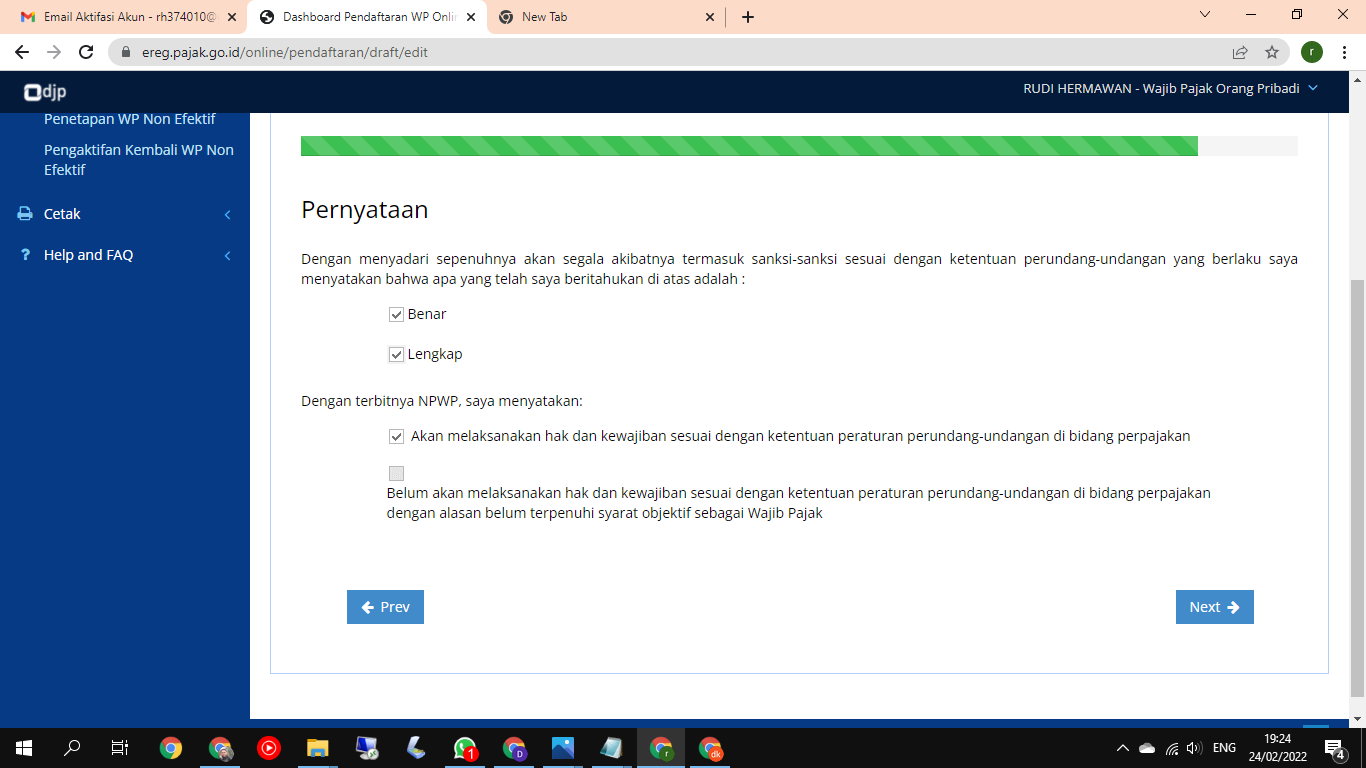 Email Aktifasi Akun - rh374010@
Dashboard Pendaftaran WP Onlin
New Tab
ereg.pajak.go.id/online/pendaftaran/draft/edit
r
djp
RUDI HERMAWAN - Wajib Pajak Orang Pribadi
Penetapan WP Non Efektif
Pengaktifan Kembali WP Non
Efektif
Cetak
Help and FAQ
Pernyataan
Dengan menyadari sepenuhnya akan segala akibatnya termasuk sanksi-sanksi sesuai dengan ketentuan perundang-undangan yang berlaku saya
menyatakan bahwa apa yang telah saya beritahukan di atas adalah :
Benar
Lengkap
Dengan terbitnya NPWP, saya menyatakan:
Akan melaksanakan hak dan kewajiban sesuai dengan ketentuan peraturan perundang-undangan di bidang perpajakan
Belum akan melaksanakan hak dan kewajiban sesuai dengan ketentuan peraturan perundang-undangan di bidang perpajakan
dengan alasan belum terpenuhi syarat objektif sebagai Wajib Pajak
Prev
Next
1
D
r
dk
ENG
19:24
24/02/2022
4